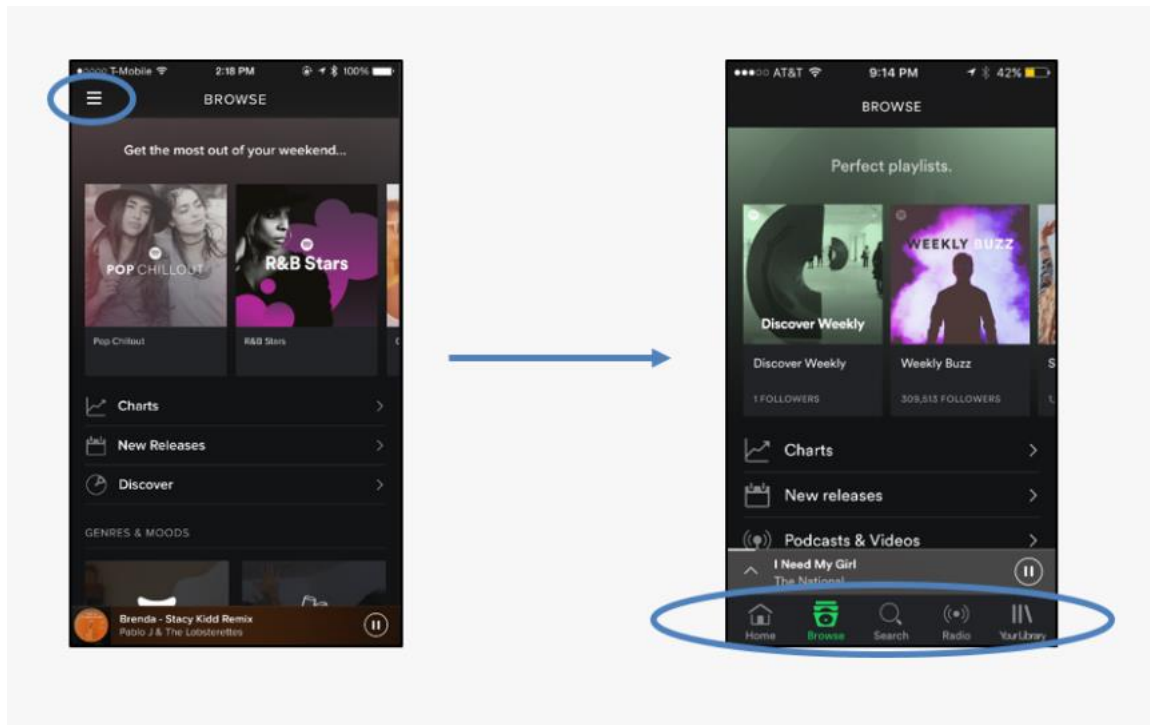 T-Mobile 2:18 PM 100%
BROWSE
Get the most out of your weekend...
POP CHILLOUT
R&B Stars
Pop Chillout
R&B Stars
Charts
New Releases
Discover
GENRES & MOODS
Brenda - Stacy Kidd Remix
Pablo J & The Lobsterettes
AT&T 9:14 PM 42%
BROWSE
Perfect playlists.
Discover Weekly
WEEKLY BUZZ
Discover Weekly
Weekly Buzz
S
1 FOLLOWERS
309,513 FOLLOWERS
1,
Charts
New releases
Podcasts & Videos
I Need My Girl
The National
Home Browse Search Radio Your Library